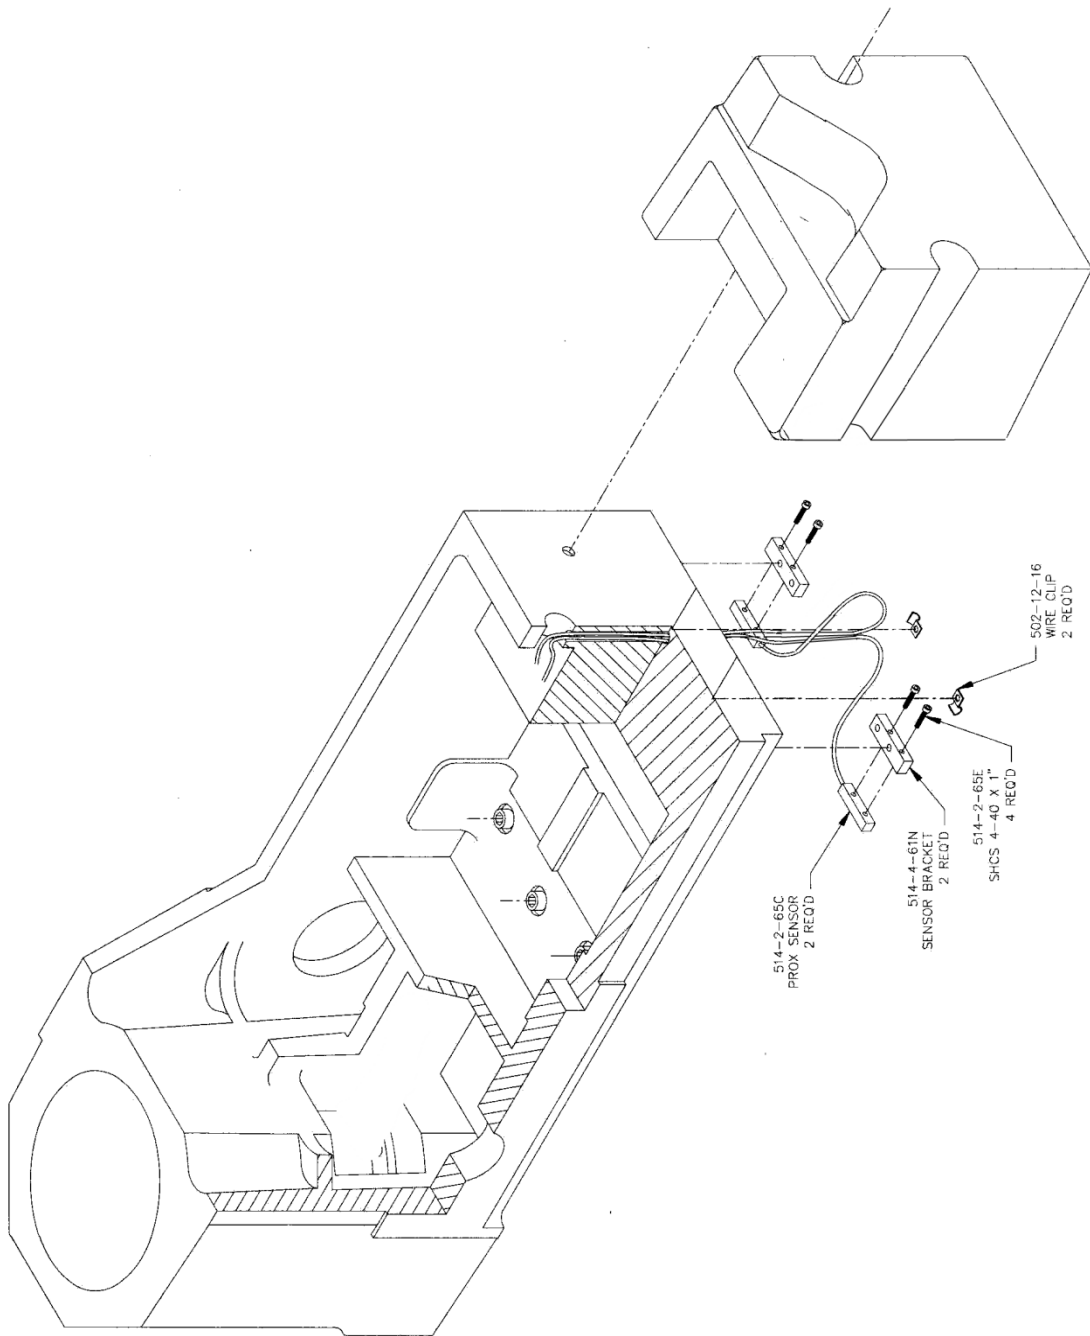 514-2-65C
PROX SENSOR
2 REQ'D
514-4-61N
SENSOR BRACKET
2 REQ'D
514-2-65E
SHCS 4-40 X 1"
4 REQ'D
502-12-16
WIRE CLIP
2 REQ'D